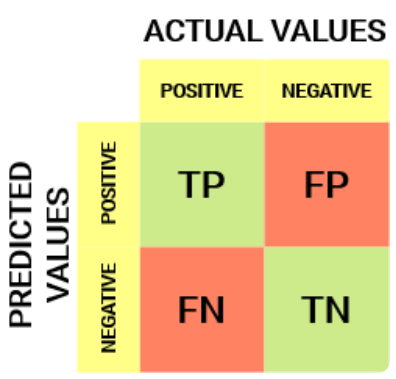 ACTUAL VALUES
POSITIVE NEGATIVE
PREDICTED
VALUES
POSITIVE
TP FP
NEGATIVE
FN TN